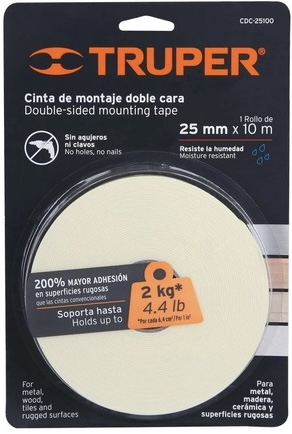 CDC-25100
TRUPER®
Cinta de montaje doble cara
Double-sided mounting tape
1 Rollo de
25 mm x 10 m
Sin agujeros
ni clavos
No holes, no nails
Resiste la humedad
Moisture resistant
200% MAYOR ADHESIÓN
en superficies rugosas
que las cintas convencionales
Soporta hasta
Holds up to
2 kg*
4.4 lb
*Por cada 6,4 cm²/Per 1 in²
For
metal,
wood,
tiles and
rugged surfaces
Para
metal,
madera,
cerámica y
superficies rugosas